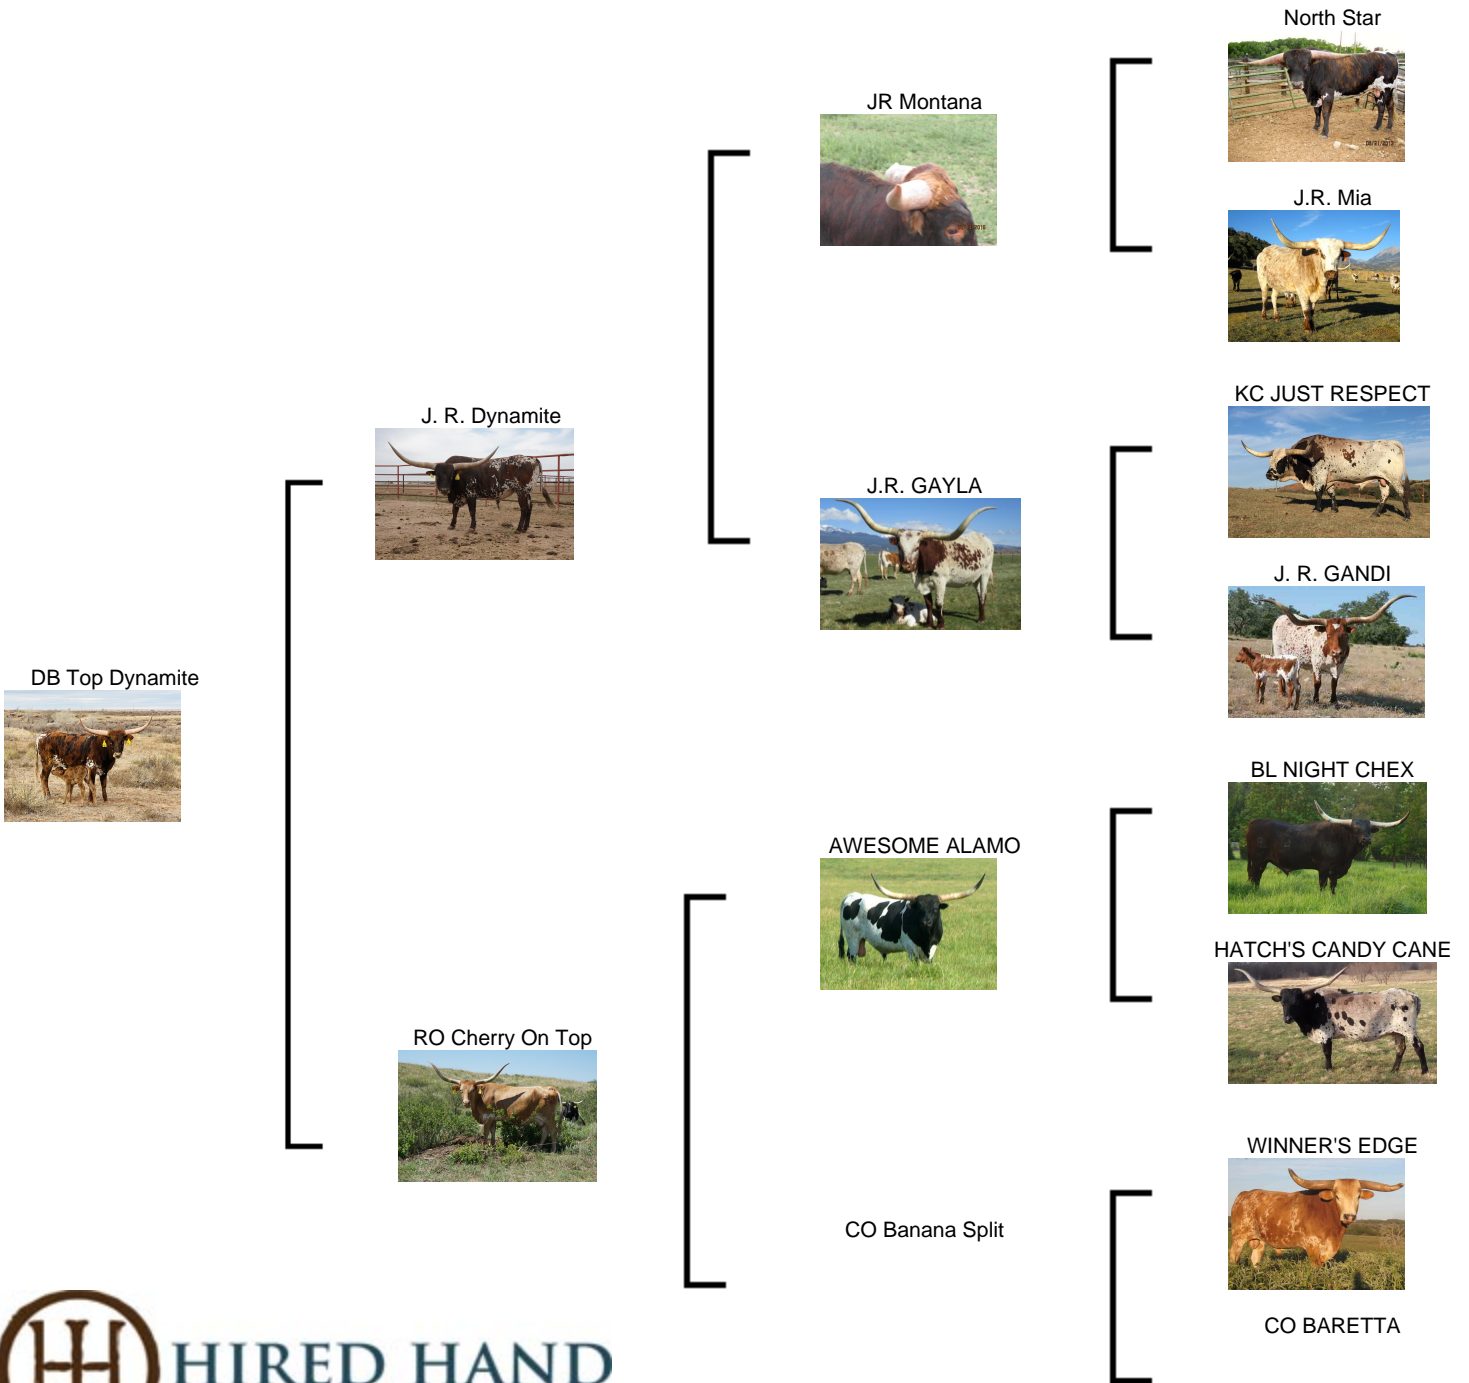 North Star
JR Montana
J.R. Mia
KC JUST RESPECT
J. R. Dynamite
J.R. GAYLA
J. R. GANDI
DB Top Dynamite
BL NIGHT CHEX
AWESOME ALAMO
HATCH'S CANDY CANE
RO Cherry On Top
WINNER'S EDGE
CO Banana Split
CO BARETTA
HIRED HAND